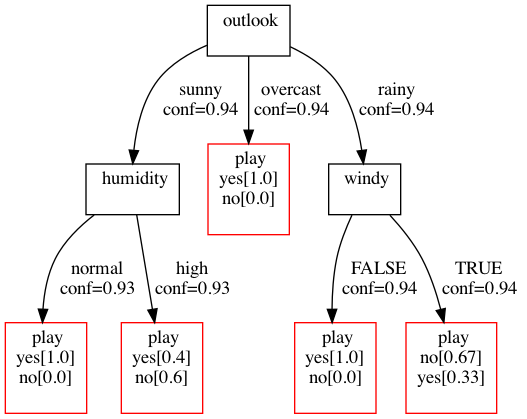 outlook
sunny
conf=0.94
overcast
conf=0.94
rainy
conf=0.94
humidity
play
yes[1.0]
no[0.0]
windy
normal
conf=0.93
high
conf=0.93
FALSE
conf=0.94
TRUE
conf=0.94
play
yes[1.0]
no[0.0]
play
yes[0.4]
no[0.6]
play
yes[1.0]
no[0.0]
play
no[0.67]
yes[0.33]